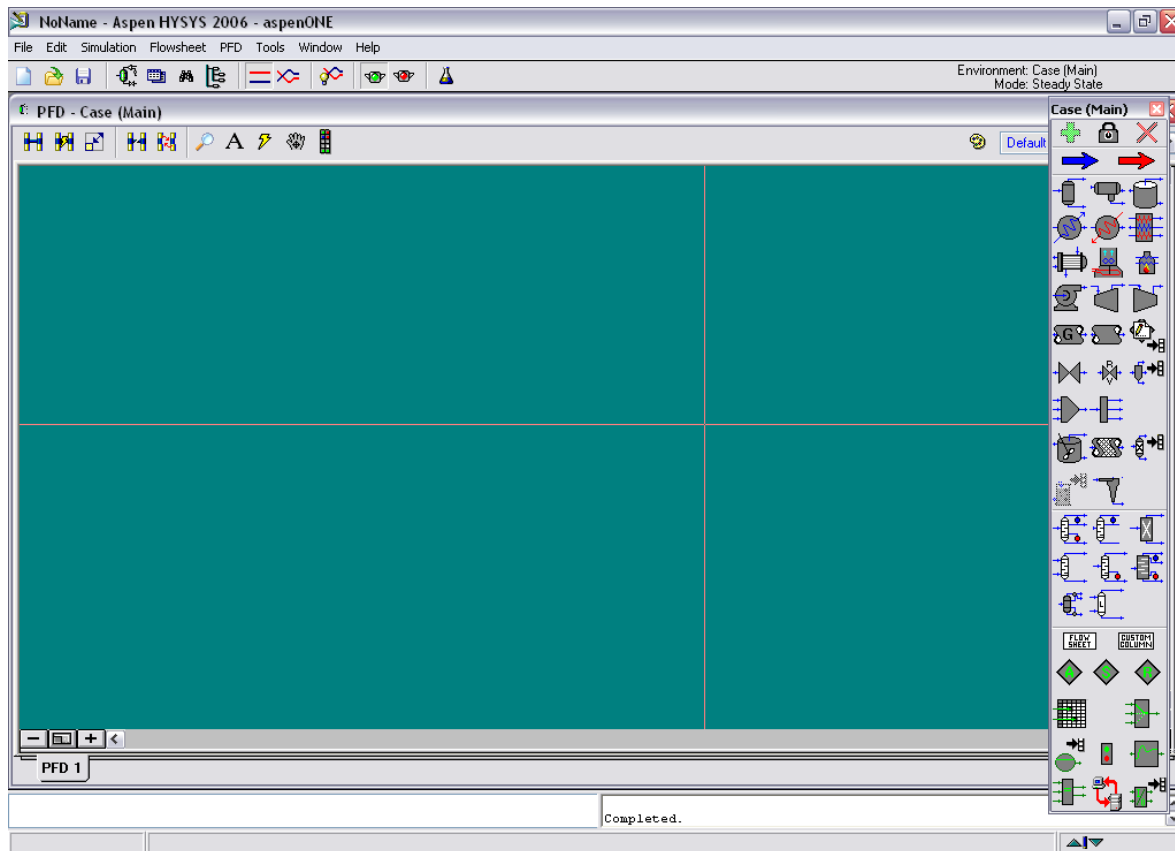 NoName - Aspen HYSYS 2006 - aspenONE
File Edit Simulation Flowsheet PFD Tools Window Help
Environment: Case (Main)
Mode: Steady State
PFD - Case (Main)
Case (Main)
A
Default
G
FLOW SHEET
CUSTOM COLUMN
PFD 1
Completed.